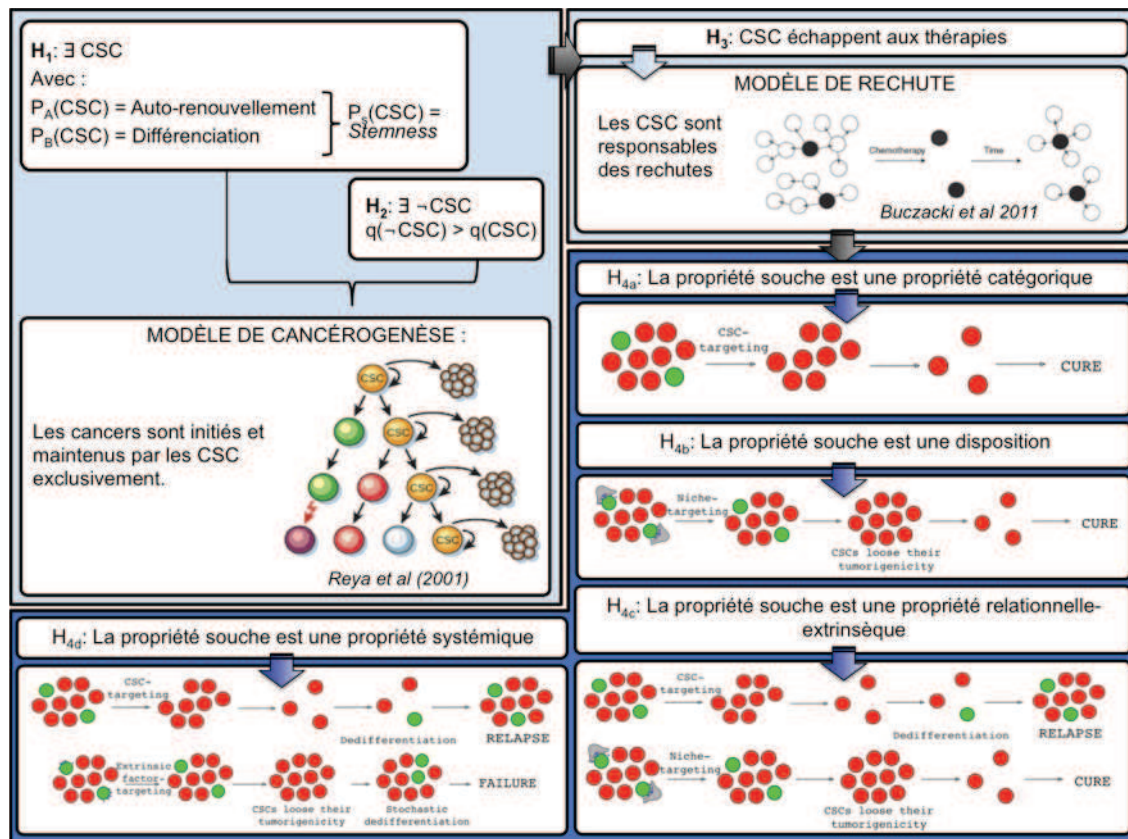 H1: ∃ CSC
Avec :
PA(CSC) = Auto-renouvellement
PB(CSC) = Différenciation
Ps(CSC) =
Stemness
H2: ∃ ¬CSC
q(¬CSC) > q(CSC)
MODÈLE DE CANCÉROGENÈSE :
Les cancers sont initiés et
maintenus par les CSC
exclusivement.
CSC
CSC
CSC
CSC
Reya et al (2001)
H3: CSC échappent aux thérapies
MODÈLE DE RECHUTE
Les CSC sont
responsables
des rechutes
Chemotherapy
Time
Buczacki et al 2011
H4a: La propriété souche est une propriété catégorique
CSC-
targeting
CURE
H4b: La propriété souche est une disposition
Niche-
targeting
CURE
CSCs loose their
tumorigenicity
H4c: La propriété souche est une propriété relationnelle-
extrinsèque
CSC-
targeting
Dedifferentiation
RELAPSE
Niche-
targeting
CURE
CSCs loose their
tumorigenicity
H4d: La propriété souche est une propriété systémique
CSC-
targeting
Dedifferentiation
RELAPSE
Extrinsic
factor-
targeting
FAILURE
CSCs loose their
tumorigenicity
Stochastic
dedifferentiation